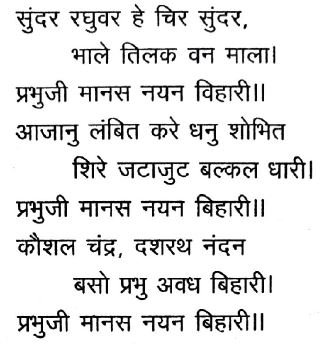 सुंदर रघुवर हे चिर सुंदर,
भाले तिलक वन माला।
प्रभुजी मानस नयन विहारी॥
आजानु लंबित करे धनु शोभित
शिरे जटाजुट बल्कल धारी।
प्रभुजी मानस नयन बिहारी॥
कौशल चंद्र, दशरथ नंदन
बसो प्रभु अवध बिहारी।
प्रभुजी मानस नयन बिहारी॥